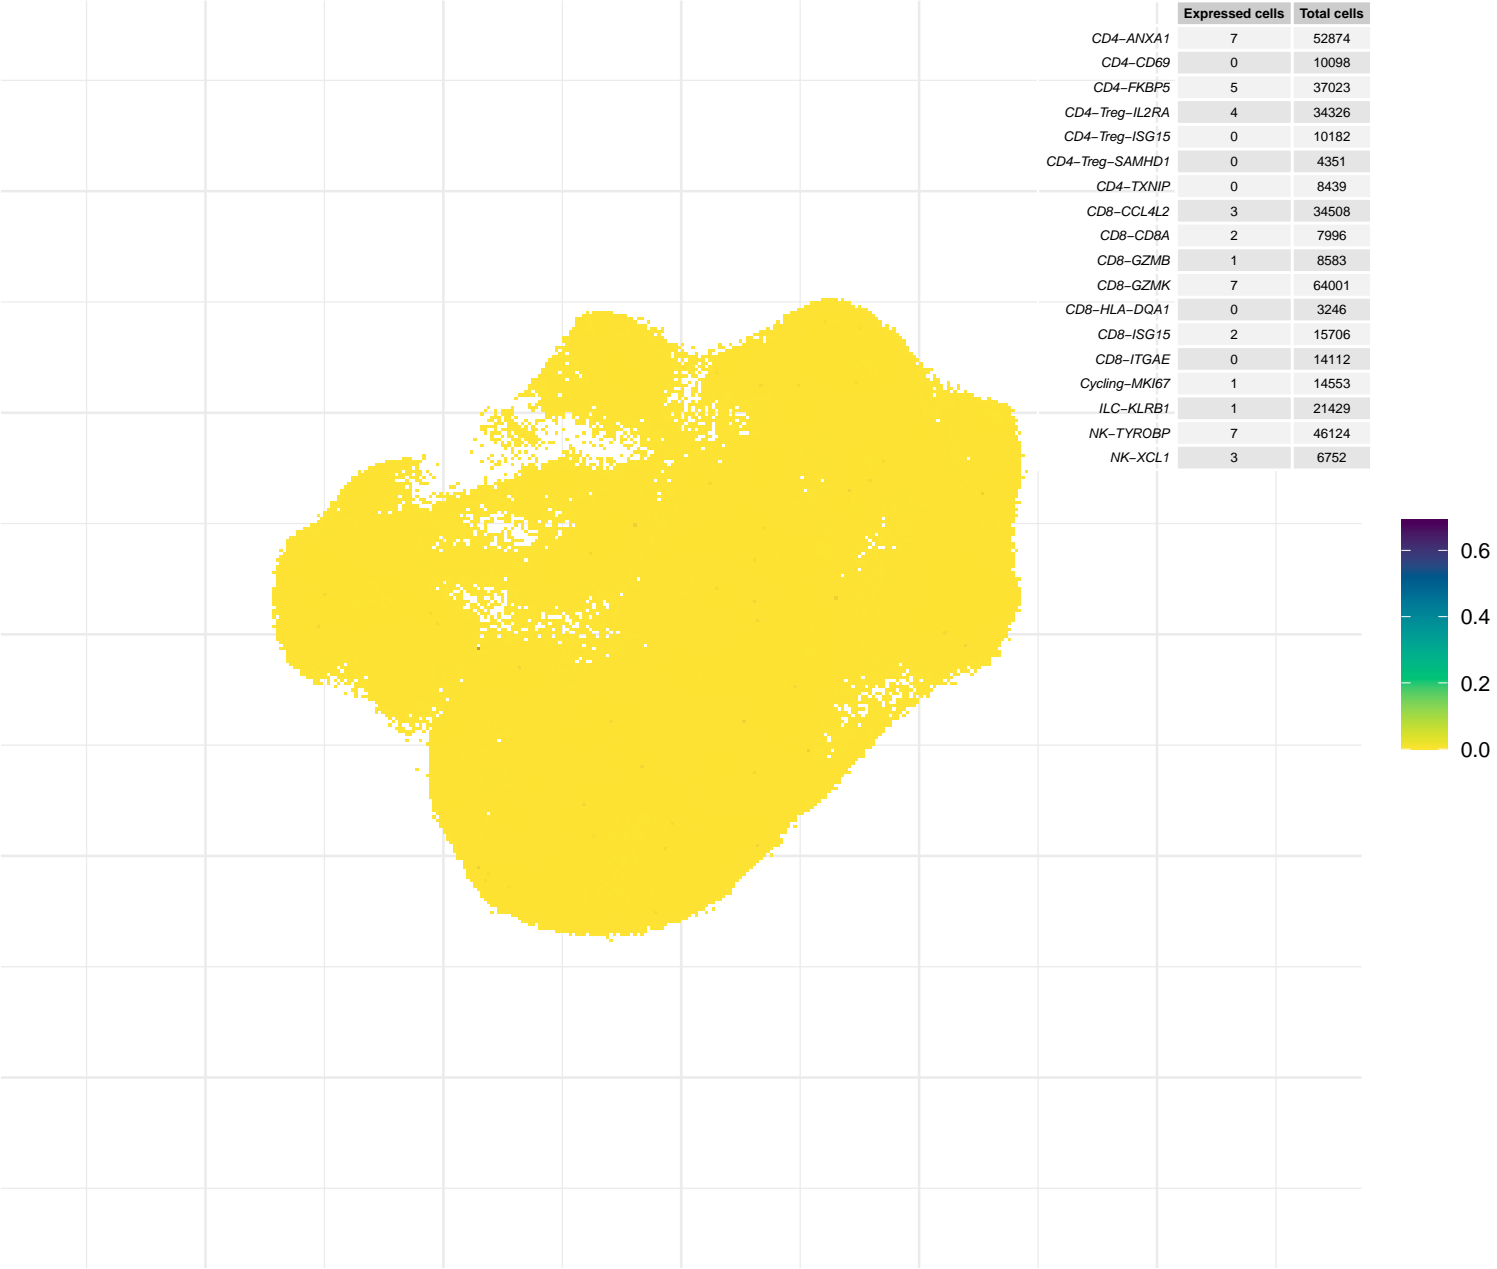 Expressed cells Total cells
CD4−ANXA1 7 52874
CD4−CD69 0 10098
CD4−FKBP5 5 37023
CD4−Treg−IL2RA 4 34326
CD4−Treg−ISG15 0 10182
CD4−Treg−SAMHD1 0 4351
CD4−TXNIP 0 8439
CD8−CCL4L2 3 34508
CD8−CD8A 2 7996
CD8−GZMB 1 8583
CD8−GZMK 7 64001
CD8−HLA−DQA1 0 3246
CD8−ISG15 2 15706
CD8−ITGAE 0 14112
Cycling−MKI67 1 14553
ILC−KLRB1 1 21429
NK−TYROBP 7 46124
NK−XCL1 3 6752
0.6
0.4
0.2
0.0